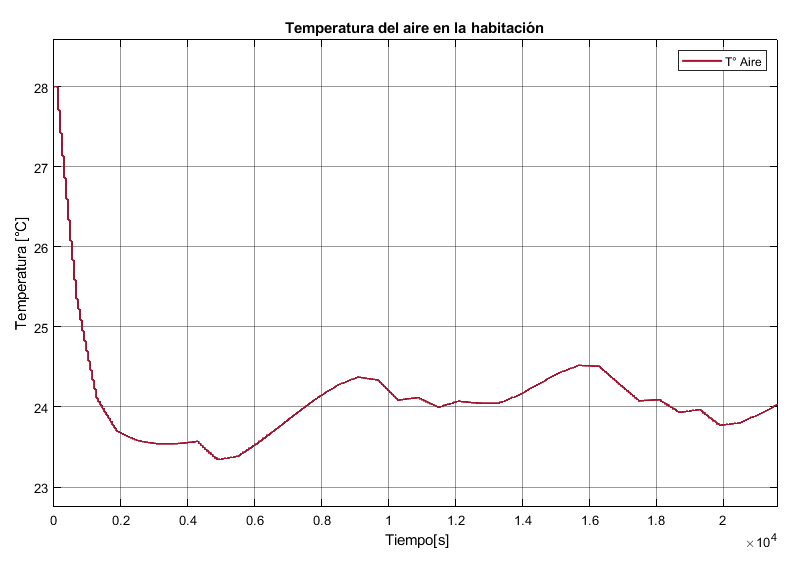 Temperatura del aire en la habitación
T° Aire
28
27
26
25
24
23
Temperatura [°C]
0 0.2 0.4 0.6 0.8 1 1.2 1.4 1.6 1.8 2
Tiempo[s]
×10⁴